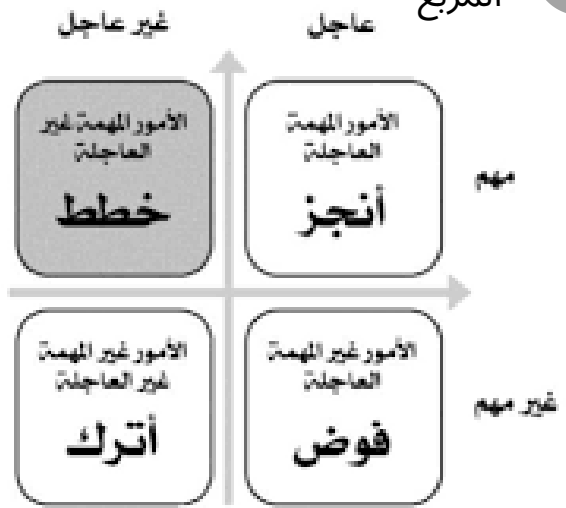 المربع
عاجل
غير عاجل
مهم
الأمور المهمة
العاجلة
أنجز
الأمور المهمة غير
العاجلة
خطط
غير مهم
الأمور غير المهمة
العاجلة
فوض
الأمور غير المهمة
غير العاجلة
أترك